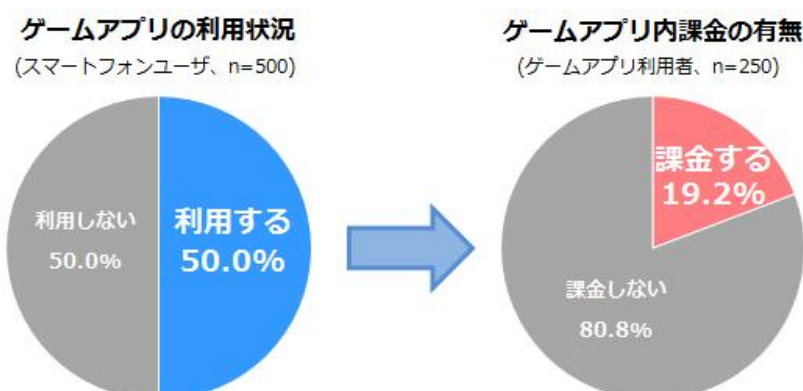 ゲームアプリの利用状況
(スマートフォンユーザ、n=500)
利用しない
50.0%
利用する
50.0%
ゲームアプリ内課金の有無
(ゲームアプリ利用者、n=250)
課金する
19.2%
課金しない
80.8%